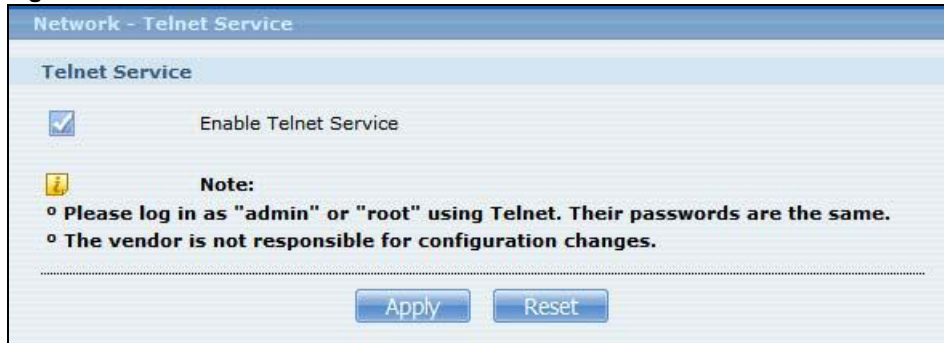 Network - Telnet Service
Telnet Service
Enable Telnet Service
Note:
º Please log in as "admin" or "root" using Telnet. Their passwords are the same.
º The vendor is not responsible for configuration changes.
Apply Reset